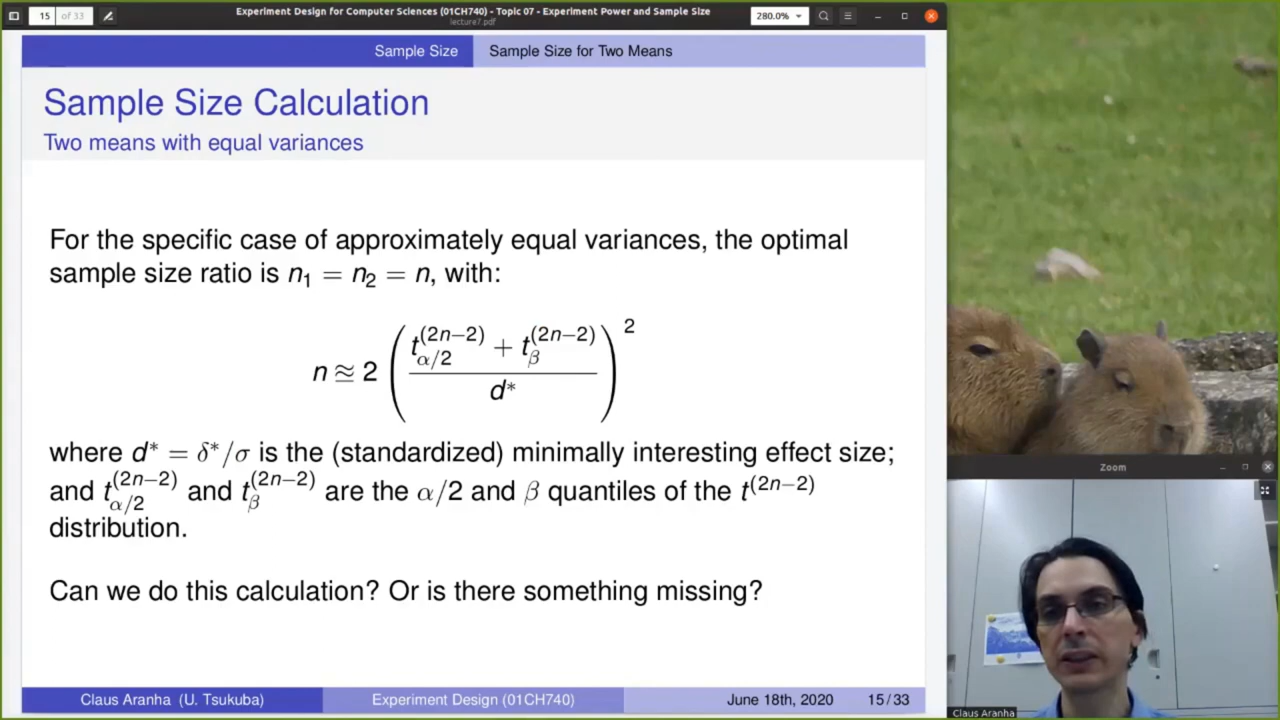 15 of 33
Experiment Design for Computer Sciences (01CH740) - Topic 07 - Experiment Power and Sample Size
lecture7.pdf
280.0%
Sample Size Sample Size for Two Means
Sample Size Calculation
Two means with equal variances
For the specific case of approximately equal variances, the optimal
sample size ratio is n₁ = n₂ = n, with:
n ≊ 2 ( (t_{α/2}^{(2n−2)} + t_β^{(2n−2)}) / d* )²
where d* = δ*/σ is the (standardized) minimally interesting effect size;
and t_{α/2}^{(2n−2)} and t_β^{(2n−2)} are the α/2 and β quantiles of the t^{(2n−2)}
distribution.
Can we do this calculation? Or is there something missing?
Claus Aranha (U. Tsukuba) Experiment Design (01CH740) June 18th, 2020 15/33
Zoom
Claus Aranha